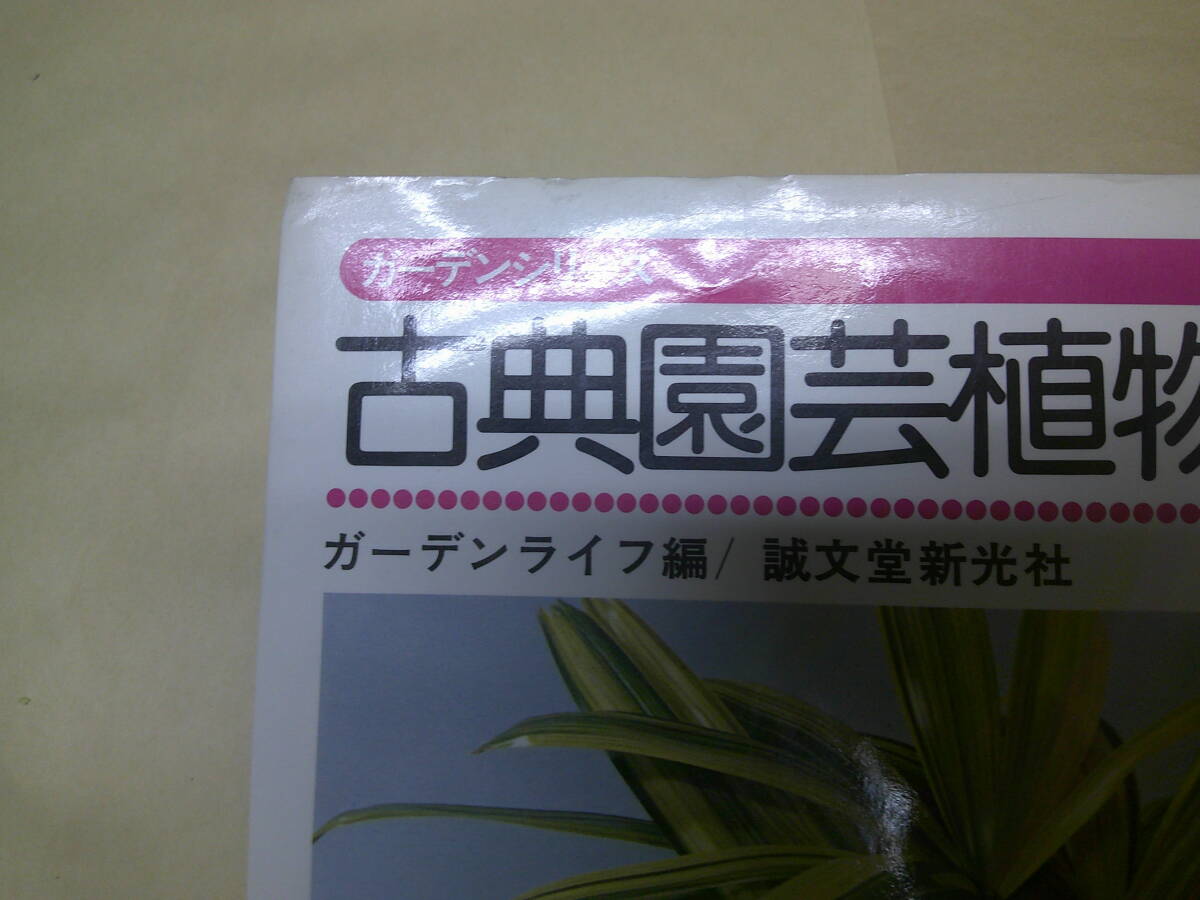 ガーデンシリーズ
古典園芸植物
ガーデンライフ編/ 誠文堂新光社